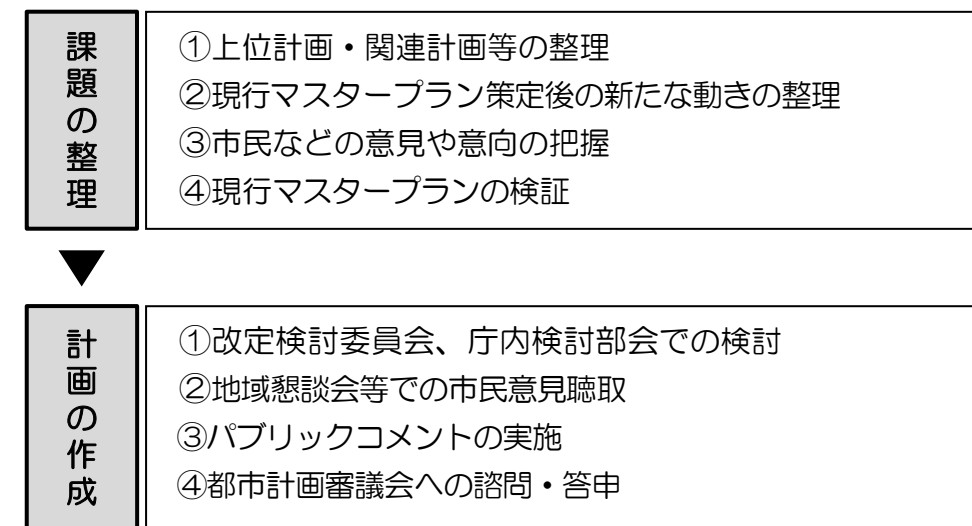 課題の整理
①上位計画・関連計画等の整理
②現行マスタープラン策定後の新たな動きの整理
③市民などの意見や意向の把握
④現行マスタープランの検証
計画の作成
①改定検討委員会、庁内検討部会での検討
②地域懇談会等での市民意見聴取
③パブリックコメントの実施
④都市計画審議会への諮問・答申